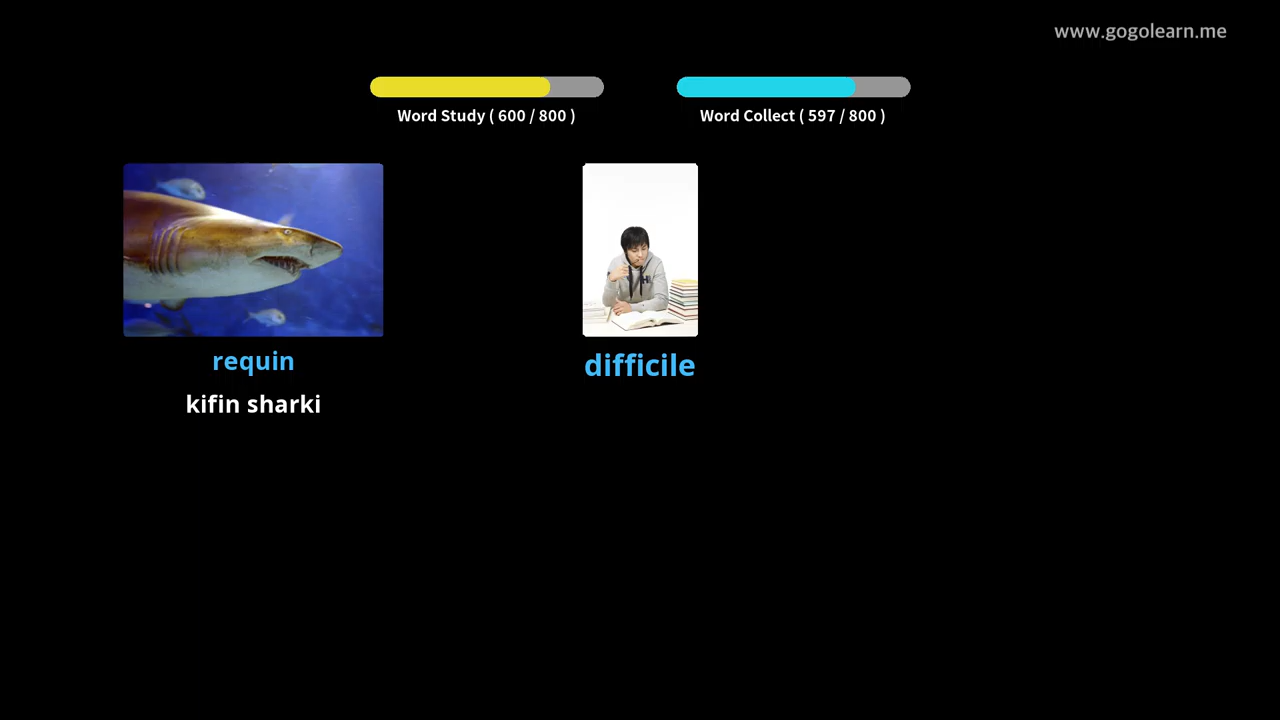 www.gogolearn.me
Word Study ( 600 / 800 )
Word Collect ( 597 / 800 )
requin
kifin sharki
difficile